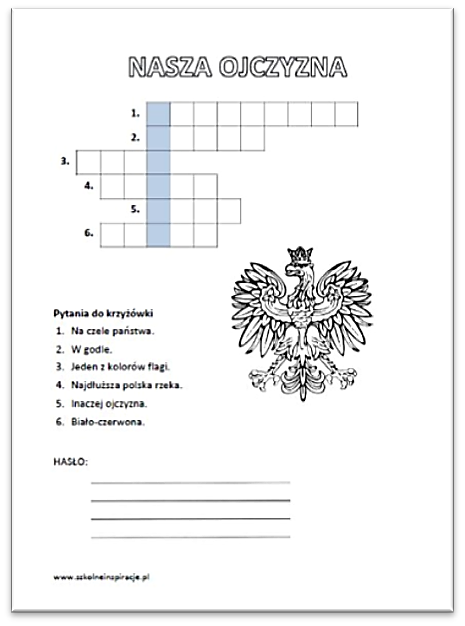 NASZA OJCZYZNA
1.
2.
3.
4.
5.
6.
Pytania do krzyżówki
1. Na czele państwa.
2. W godle.
3. Jeden z kolorów flagi.
4. Najdłuższa polska rzeka.
5. Inaczej ojczyzna.
6. Biało-czerwona.
HASŁO:
www.szkolneinspiracje.pl